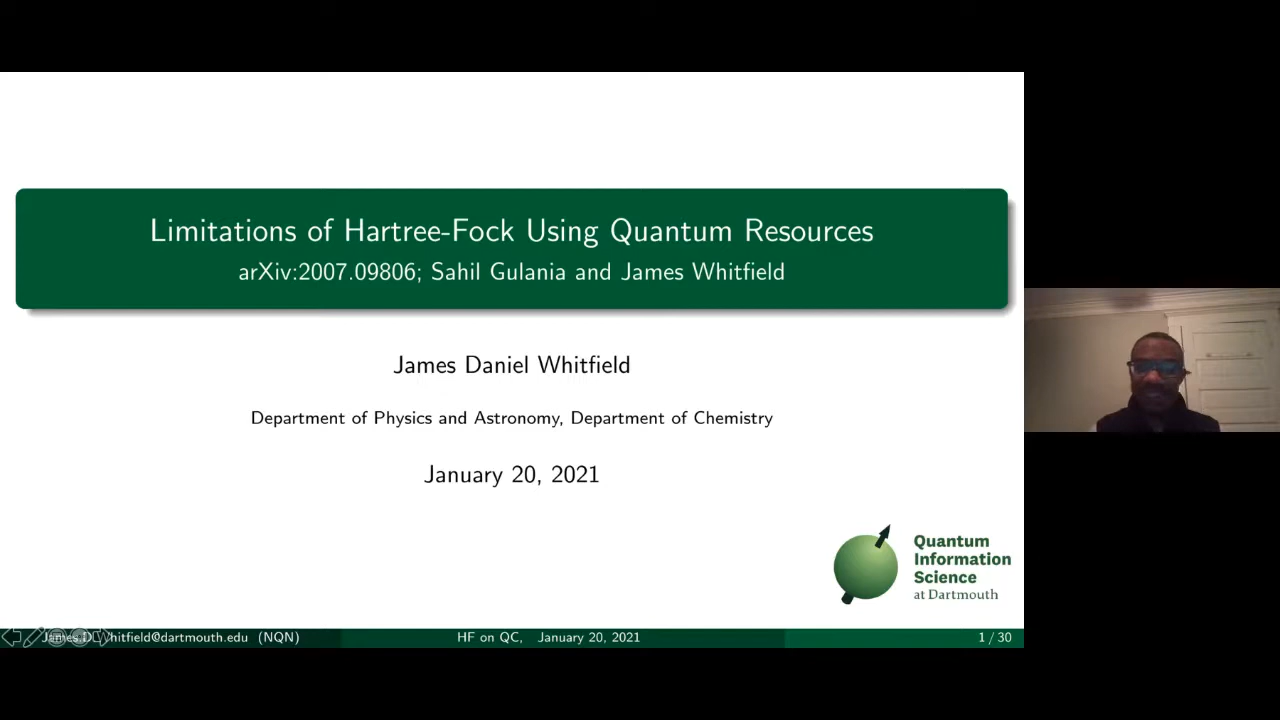 Limitations of Hartree-Fock Using Quantum Resources
arXiv:2007.09806; Sahil Gulania and James Whitfield
James Daniel Whitfield
Department of Physics and Astronomy, Department of Chemistry
January 20, 2021
Quantum
Information
Science
at Dartmouth
James.D.Whitfield@dartmouth.edu (NQN)
HF on QC, January 20, 2021
1 / 30